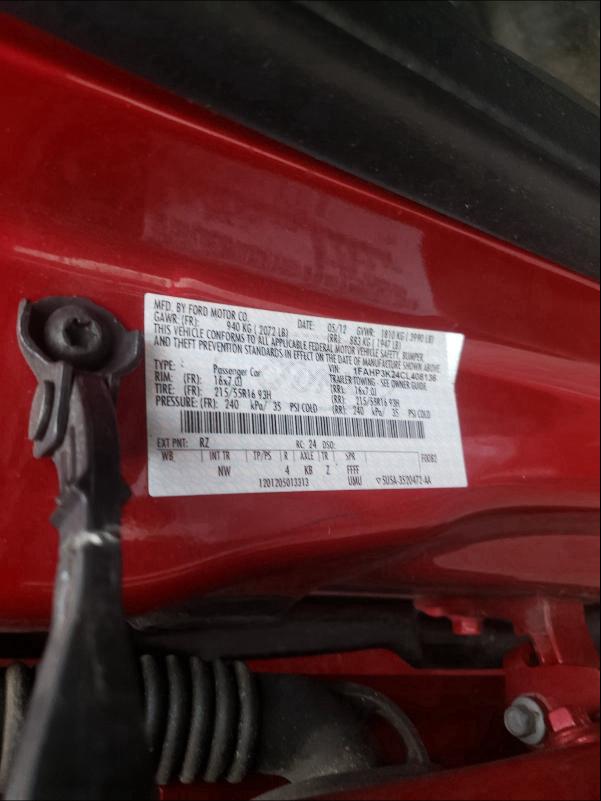 MFD. BY FORD MOTOR CO.
DATE: 05/12 GVWR: 1810 KG ( 3990 LB)
GAWR: (FR): 940 KG ( 2072 LB) (RR): 883 KG ( 1947 LB)
THIS VEHICLE CONFORMS TO ALL APPLICABLE FEDERAL MOTOR VEHICLE SAFETY, BUMPER
AND THEFT PREVENTION STANDARDS IN EFFECT ON THE DATE OF MANUFACTURE SHOWN ABOVE.
VIN: 1FAHP3K24CL408136
TYPE: Passenger Car TRAILER TOWING - SEE OWNER GUIDE.
RIM: (FR): 16x7.0J (RR): 16x7.0J
TIRE: (FR): 215/55R16 93H (RR): 215/55R16 93H
PRESSURE: (FR): 240 kPa/ 35 PSI COLD (RR): 240 kPa/ 35 PSI COLD
EXT PNT: RZ RC: 24 DSO: F0082
WB INT TR TP/PS R AXLE TR SPR
NW 4 KB Z FFFF
1201205013313 UMU ▽ 5U5A-3520472-AA